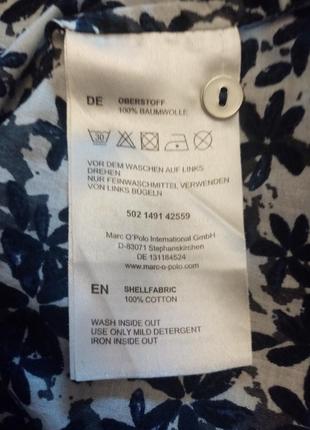 DE OBERSTOFF
100% BAUMWOLLE
30
VOR DEM WASCHEN AUF LINKS
DREHEN
NUR FEINWASCHMITTEL VERWENDEN
VON LINKS BÜGELN
502 1491 42559
Marc O'Polo International GmbH
D-83071 Stephanskirchen
DE 131184524
www.marc-o-polo.com
EN SHELLFABRIC
100% COTTON
WASH INSIDE OUT
USE ONLY MILD DETERGENT
IRON INSIDE OUT